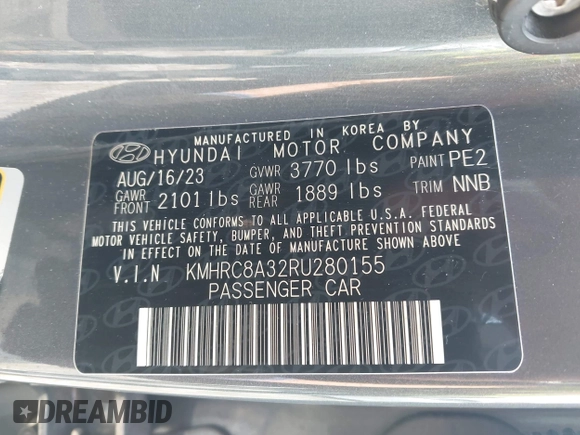 MANUFACTURED IN KOREA BY
HYUNDAI MOTOR COMPANY
AUG/16/23 GVWR 3770 lbs PAINT PE2
GAWR FRONT 2101 lbs GAWR REAR 1889 lbs TRIM NNB
THIS VEHICLE CONFORMS TO ALL APPLICABLE U.S.A. FEDERAL
MOTOR VEHICLE SAFETY, BUMPER, AND THEFT PREVENTION STANDARDS
IN EFFECT ON THE DATE OF MANUFACTURE SHOWN ABOVE.
V.I.N KMHRC8A32RU280155
PASSENGER CAR
DREAMBID